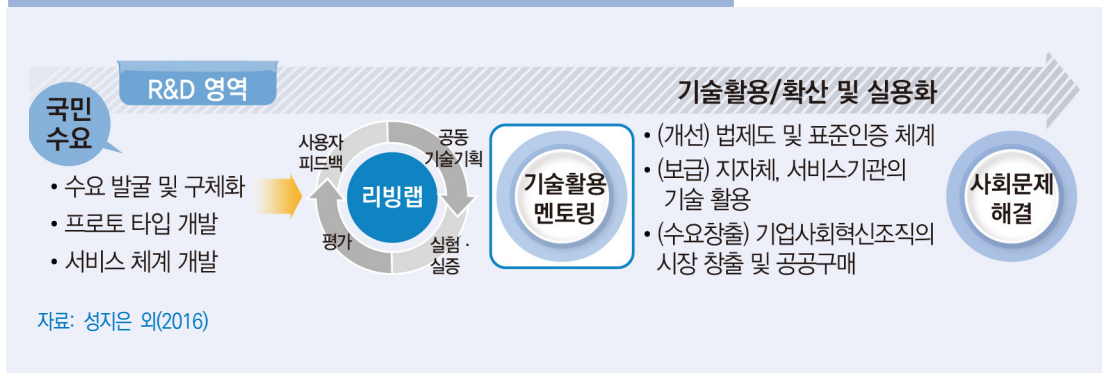 국민
수요
R&D 영역
• 수요 발굴 및 구체화
• 프로토 타입 개발
• 서비스 체계 개발
사용자
피드백
공동
기술기획
리빙랩
평가
실험·
실증
기술활용
멘토링
기술활용/확산 및 실용화
• (개선) 법제도 및 표준인증 체계
• (보급) 지자체, 서비스기관의
기술 활용
• (수요창출) 기업사회혁신조직의
시장 창출 및 공공구매
사회문제
해결
자료: 성지은 외(2016)